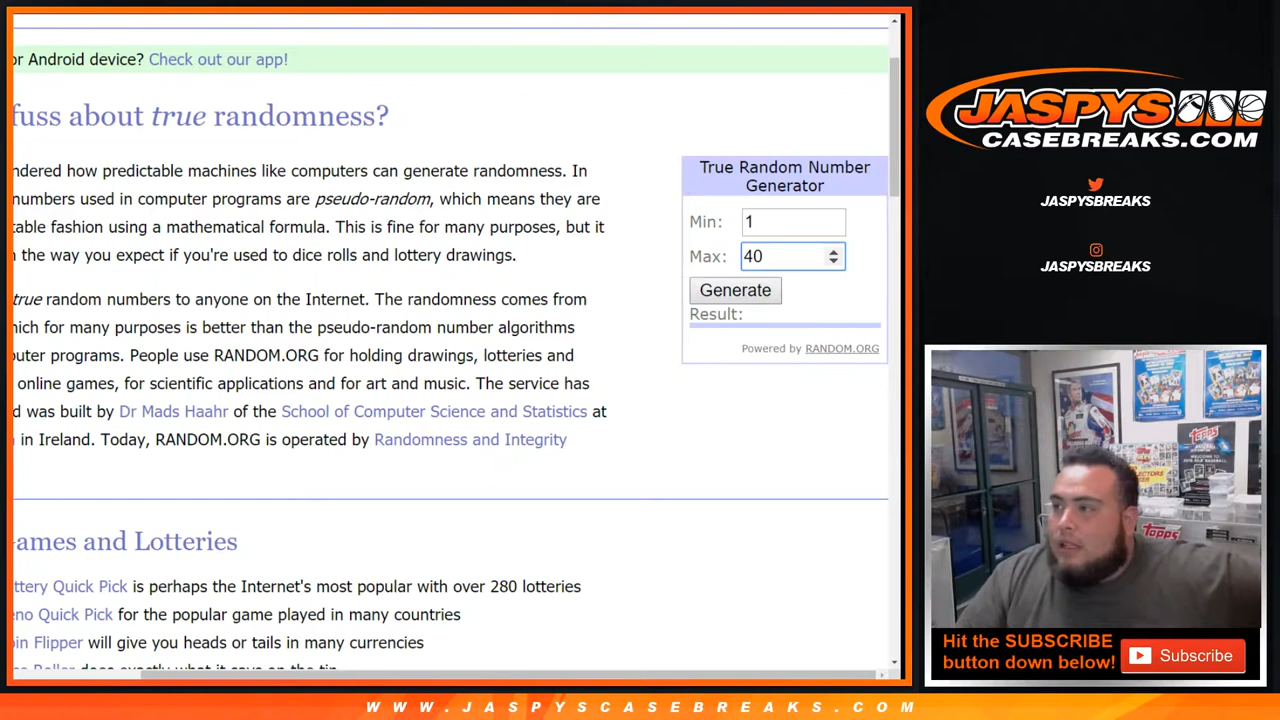 or Android device? Check out our app!
fuss about true randomness?
ndered how predictable machines like computers can generate randomness. In
numbers used in computer programs are pseudo-random, which means they are
table fashion using a mathematical formula. This is fine for many purposes, but it
n the way you expect if you're used to dice rolls and lottery drawings.
true random numbers to anyone on the Internet. The randomness comes from
hich for many purposes is better than the pseudo-random number algorithms
puter programs. People use RANDOM.ORG for holding drawings, lotteries and
online games, for scientific applications and for art and music. The service has
d was built by Dr Mads Haahr of the School of Computer Science and Statistics at
in Ireland. Today, RANDOM.ORG is operated by Randomness and Integrity
Games and Lotteries
ttery Quick Pick is perhaps the Internet's most popular with over 280 lotteries
eno Quick Pick for the popular game played in many countries
oin Flipper will give you heads or tails in many currencies
True Random Number
Generator
Min: 1
Max: 40
Generate
Result:
Powered by RANDOM.ORG
JASPYS
CASEBREAKS.COM
JASPYSBREAKS
JASPYSBREAKS
TOPPS
topps
Hit the SUBSCRIBE
button down below!
Subscribe
WWW.JASPYSCASEBREAKS.COM